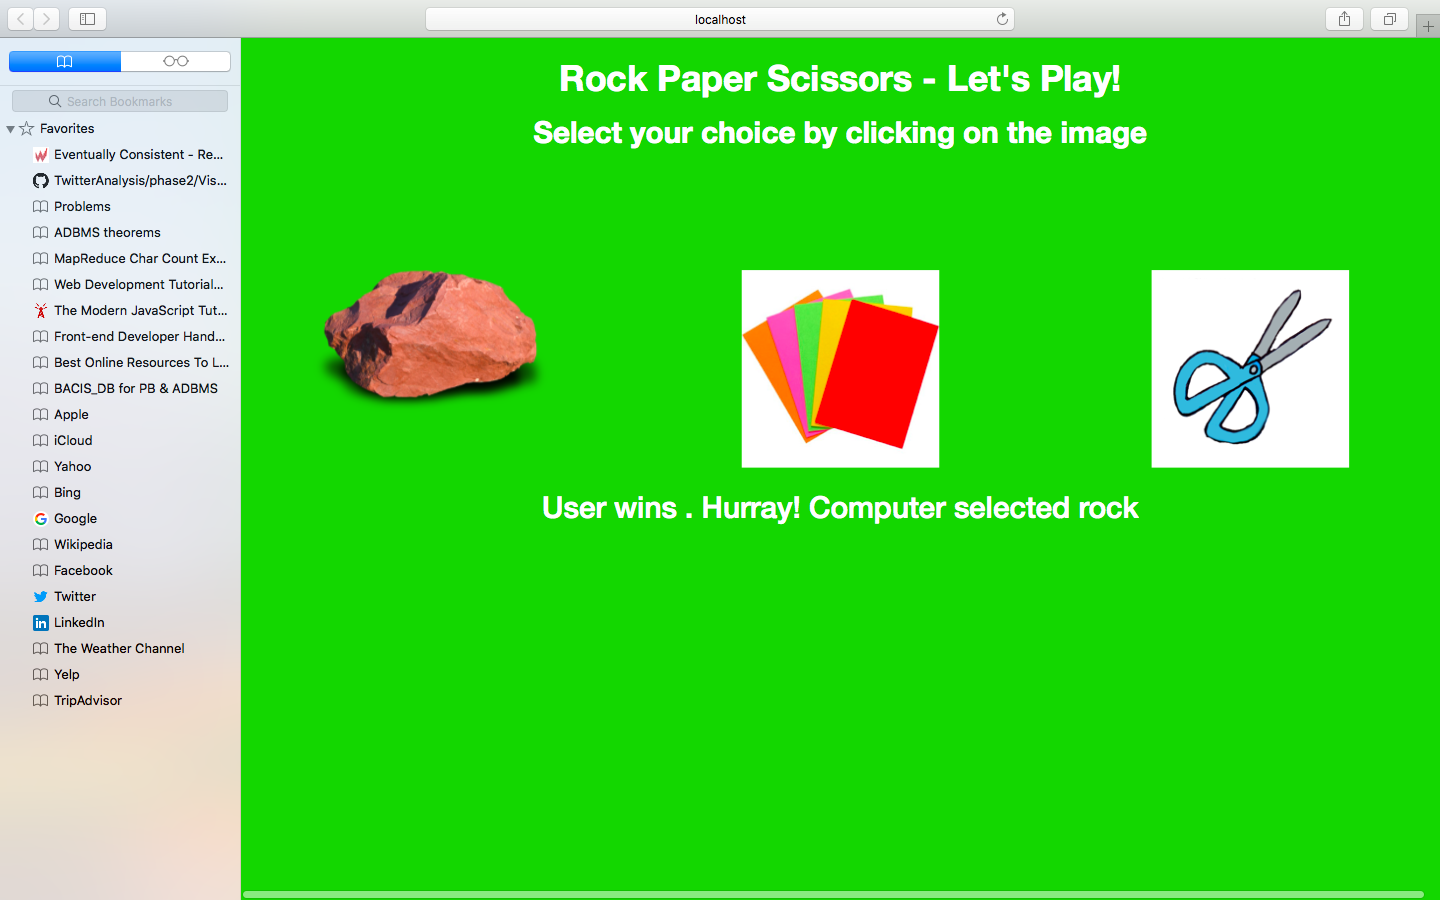 localhost
Search Bookmarks
Favorites
Eventually Consistent - Re...
TwitterAnalysis/phase2/Vis...
Problems
ADBMS theorems
MapReduce Char Count Ex...
Web Development Tutorial...
The Modern JavaScript Tut...
Front-end Developer Hand...
Best Online Resources To L...
BACIS_DB for PB & ADBMS
Apple
iCloud
Yahoo
Bing
Google
Wikipedia
Facebook
Twitter
LinkedIn
The Weather Channel
Yelp
TripAdvisor
Rock Paper Scissors - Let's Play!
Select your choice by clicking on the image
User wins . Hurray! Computer selected rock